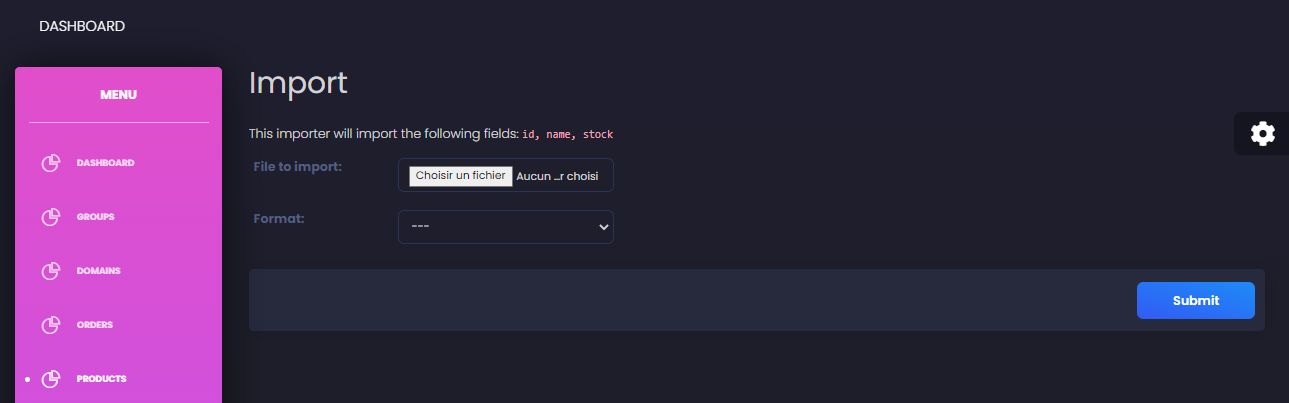 DASHBOARD
MENU
DASHBOARD
GROUPS
DOMAINS
ORDERS
PRODUCTS
Import
This importer will import the following fields: id, name, stock
File to import:
Choisir un fichier Aucun ...r choisi
Format:
---
Submit